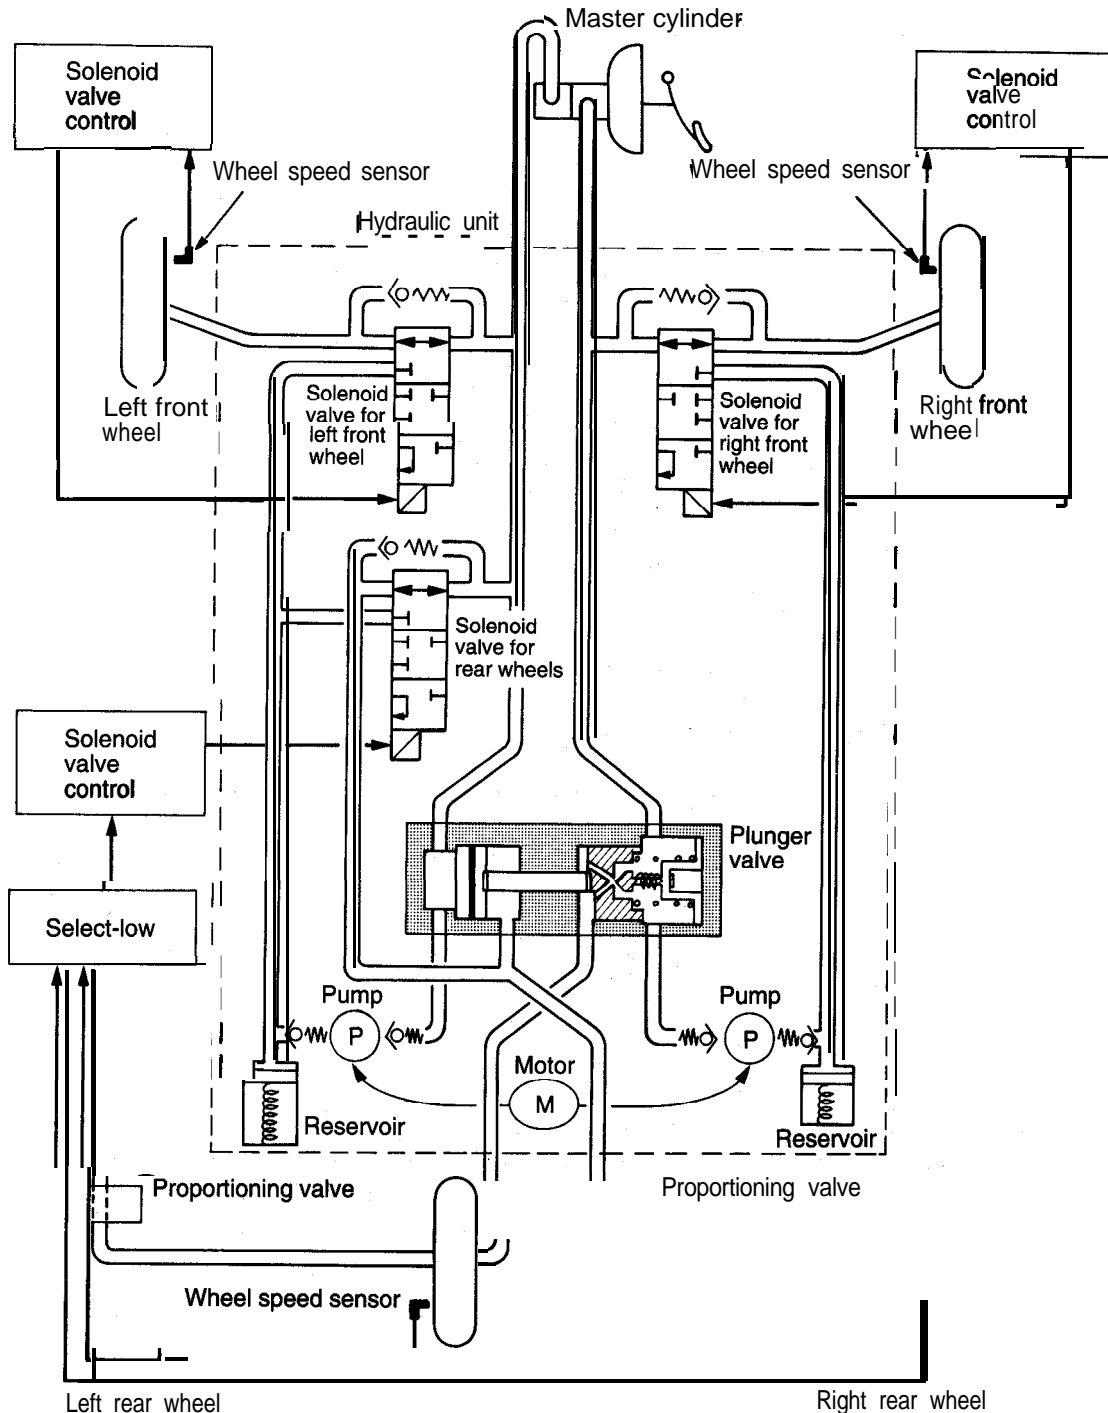 Master cylinder
Solenoid
valve
control
Solenoid
valve
control
Wheel speed sensor
Wheel speed sensor
Hydraulic unit
Left front
wheel
Solenoid
valve for
left front
wheel
Solenoid
valve for
right front
wheel
Right front
wheel
Solenoid
valve for
rear wheels
Solenoid
valve
control
Plunger
valve
Select-low
Pump
P
Pump
P
Motor
M
Reservoir
Reservoir
Proportioning valve
Proportioning valve
Wheel speed sensor
Left rear wheel
Right rear wheel